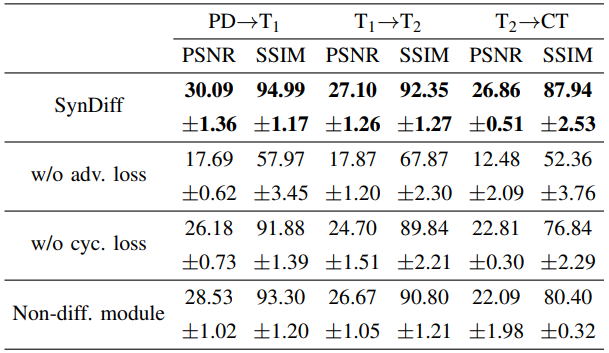 PD→T1 T1→T2 T2→CT
PSNR SSIM PSNR SSIM PSNR SSIM
SynDiff 30.09 94.99 27.10 92.35 26.86 87.94
±1.36 ±1.17 ±1.26 ±1.27 ±0.51 ±2.53
w/o adv. loss 17.69 57.97 17.87 67.87 12.48 52.36
±0.62 ±3.45 ±1.20 ±2.30 ±2.09 ±3.76
w/o cyc. loss 26.18 91.88 24.70 89.84 22.81 76.84
±0.73 ±1.39 ±1.51 ±2.21 ±0.30 ±2.29
Non-diff. module 28.53 93.30 26.67 90.80 22.09 80.40
±1.02 ±1.20 ±1.05 ±1.21 ±1.98 ±0.32